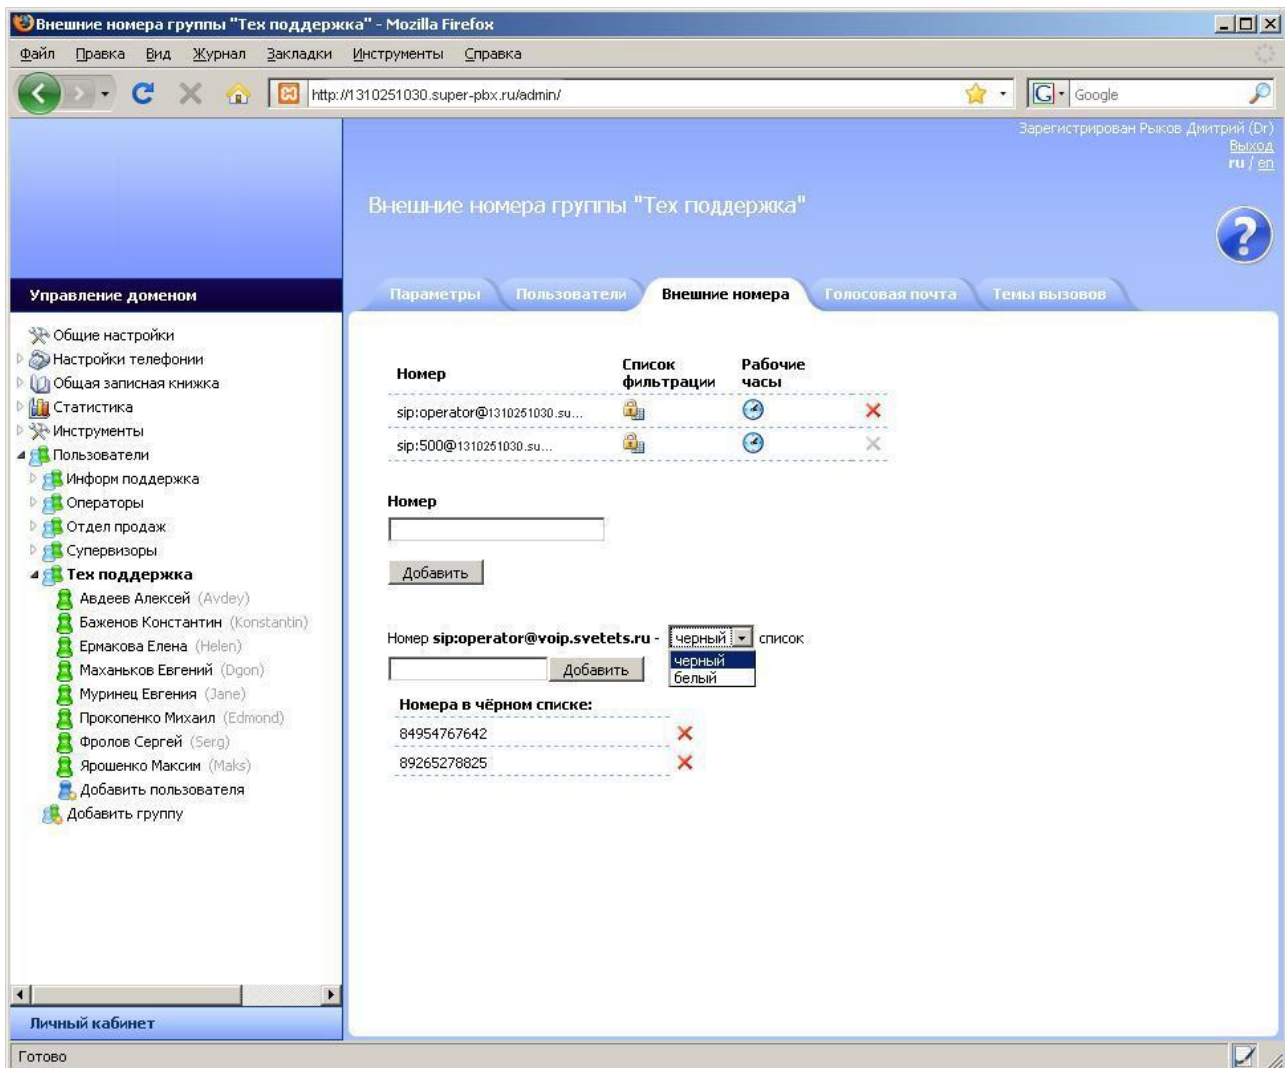 Внешние номера группы "Тех поддержка" - Mozilla Firefox
Файл Правка Вид Журнал Закладки Инструменты Справка
http://1310251030.super-pbx.ru/admin/
G Google
Зарегистрирован Рыков Дмитрий (Dr)
Выход
ru / en
Внешние номера группы "Тех поддержка"
?
Управление доменом
Параметры Пользователи Внешние номера Голосовая почта Темы вызовов
Общие настройки
Настройки телефонии
Общая записная книжка
Статистика
Инструменты
Пользователи
Информ поддержка
Операторы
Отдел продаж
Супервизоры
Тех поддержка
Авдеев Алексей (Avdey)
Баженов Константин (Konstantin)
Ермакова Елена (Helen)
Маханьков Евгений (Dgon)
Муринец Евгения (Jane)
Прокопенко Михаил (Edmond)
Фролов Сергей (Serg)
Ярошенко Максим (Maks)
Добавить пользователя
Добавить группу
Личный кабинет
Номер Список фильтрации Рабочие часы
sip:operator@1310251030.su...
sip:500@1310251030.su...
Номер
Добавить
Номер sip:operator@voip.svetets.ru - черный список
черный
белый
Добавить
Номера в чёрном списке:
84954767642
89265278825
Готово